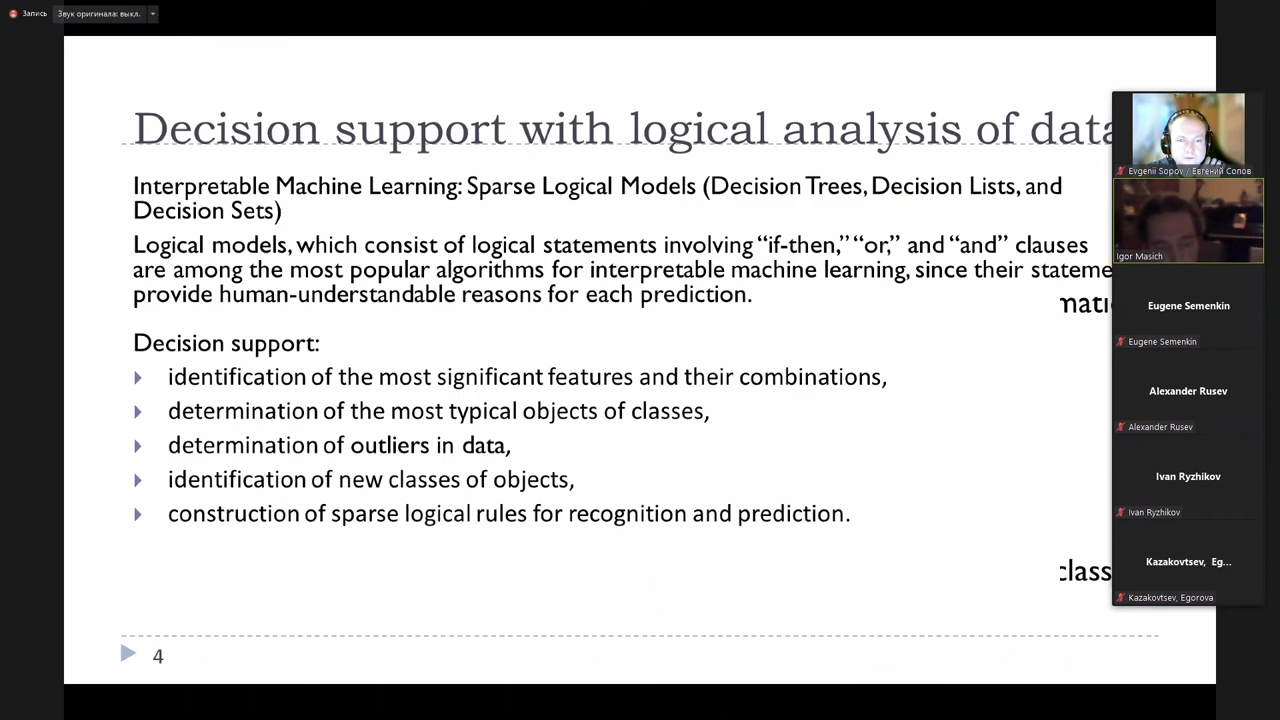 Запись
Звук оригинала: выкл.
Decision support with logical analysis of data
Interpretable Machine Learning: Sparse Logical Models (Decision Trees, Decision Lists, and
Decision Sets)
Logical models, which consist of logical statements involving “if-then,” “or,” and “and” clauses
are among the most popular algorithms for interpretable machine learning, since their stateme
provide human-understandable reasons for each prediction.
Decision support:
identification of the most significant features and their combinations,
determination of the most typical objects of classes,
determination of outliers in data,
identification of new classes of objects,
construction of sparse logical rules for recognition and prediction.
class
4
Evgenii Sopov / Евгений Сопов
Igor Masich
Eugene Semenkin
Eugene Semenkin
Alexander Rusev
Alexander Rusev
Ivan Ryzhikov
Ivan Ryzhikov
Kazakovtsev, Eg...
Kazakovtsev, Egorova